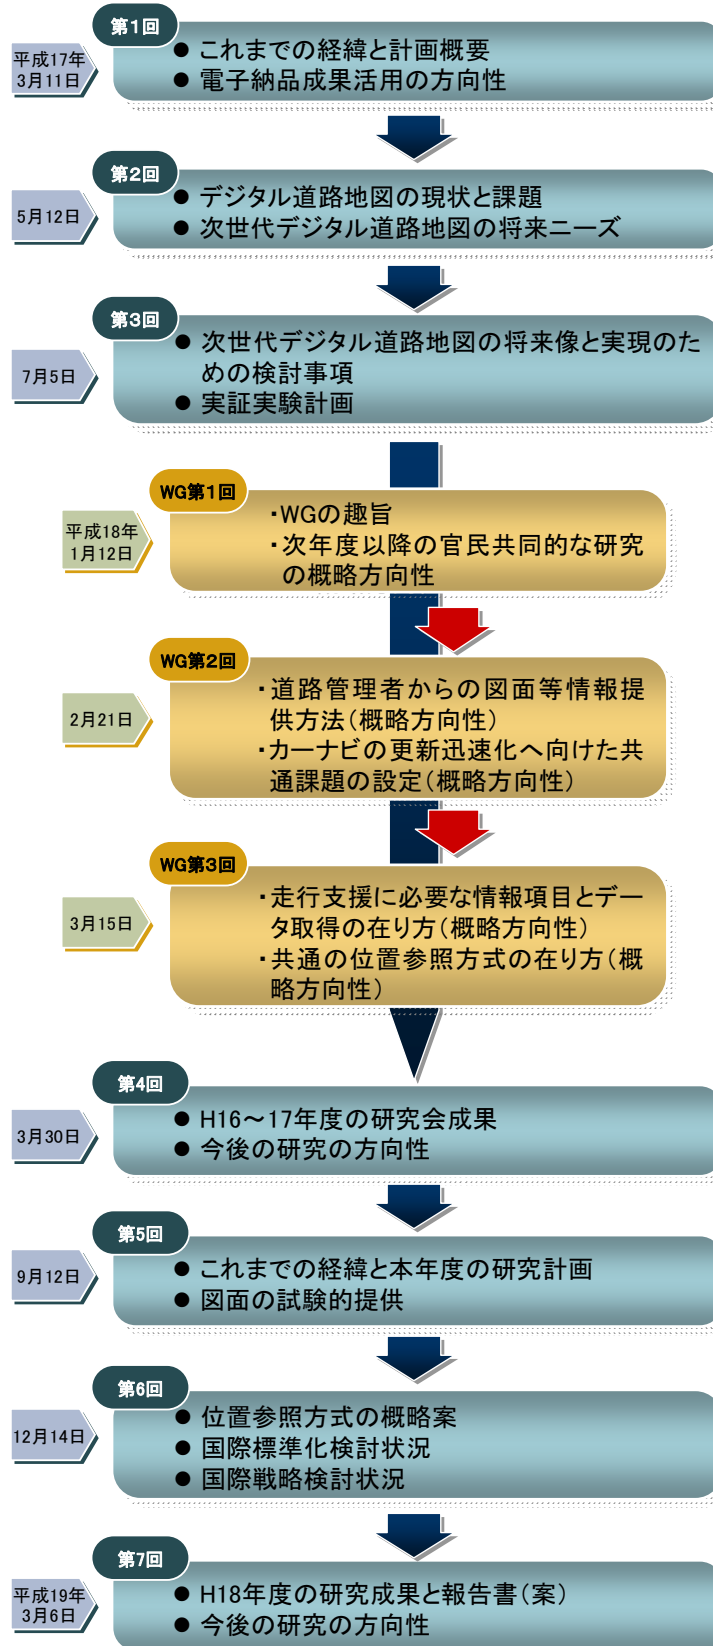 第1回
平成17年
3月11日
● これまでの経緯と計画概要
● 電子納品成果活用の方向性
第2回
5月12日
● デジタル道路地図の現状と課題
● 次世代デジタル道路地図の将来ニーズ
第3回
7月5日
● 次世代デジタル道路地図の将来像と実現のた
めの検討事項
● 実証実験計画
WG第1回
平成18年
1月12日
・WGの趣旨
・次年度以降の官民共同的な研究
の概略方向性
WG第2回
2月21日
・道路管理者からの図面等情報提
供方法(概略方向性)
・カーナビの更新迅速化へ向けた共
通課題の設定(概略方向性)
WG第3回
3月15日
・走行支援に必要な情報項目とデー
タ取得の在り方(概略方向性)
・共通の位置参照方式の在り方(概
略方向性)
第4回
3月30日
● H16～17年度の研究会成果
● 今後の研究の方向性
第5回
9月12日
● これまでの経緯と本年度の研究計画
● 図面の試験的提供
第6回
12月14日
● 位置参照方式の概略案
● 国際標準化検討状況
● 国際戦略検討状況
第7回
平成19年
3月6日
● H18年度の研究成果と報告書(案)
● 今後の研究の方向性